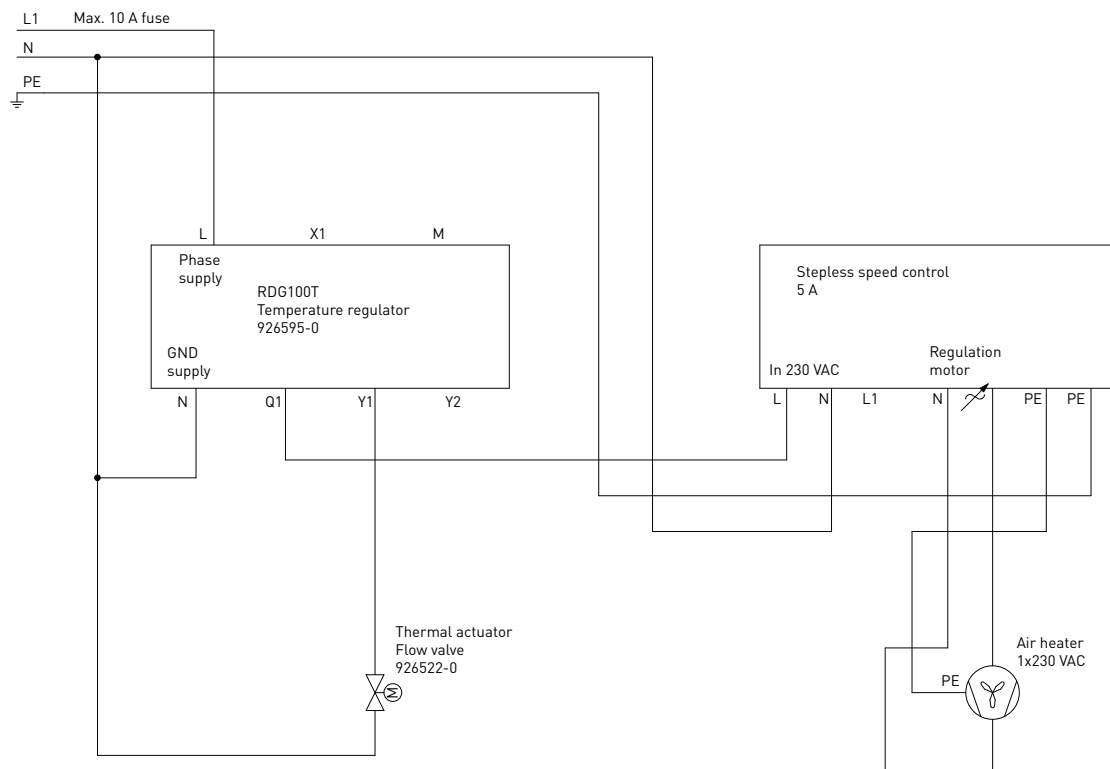 L1 Max. 10 A fuse
N
PE
L X1 M
Phase
supply
RDG100T
Temperature regulator
926595-0
GND
supply
N Q1 Y1 Y2
Stepless speed control
5 A
Regulation
motor
In 230 VAC
L N L1 N PE PE
Thermal actuator
Flow valve
926522-0
M
Air heater
1x230 VAC
PE